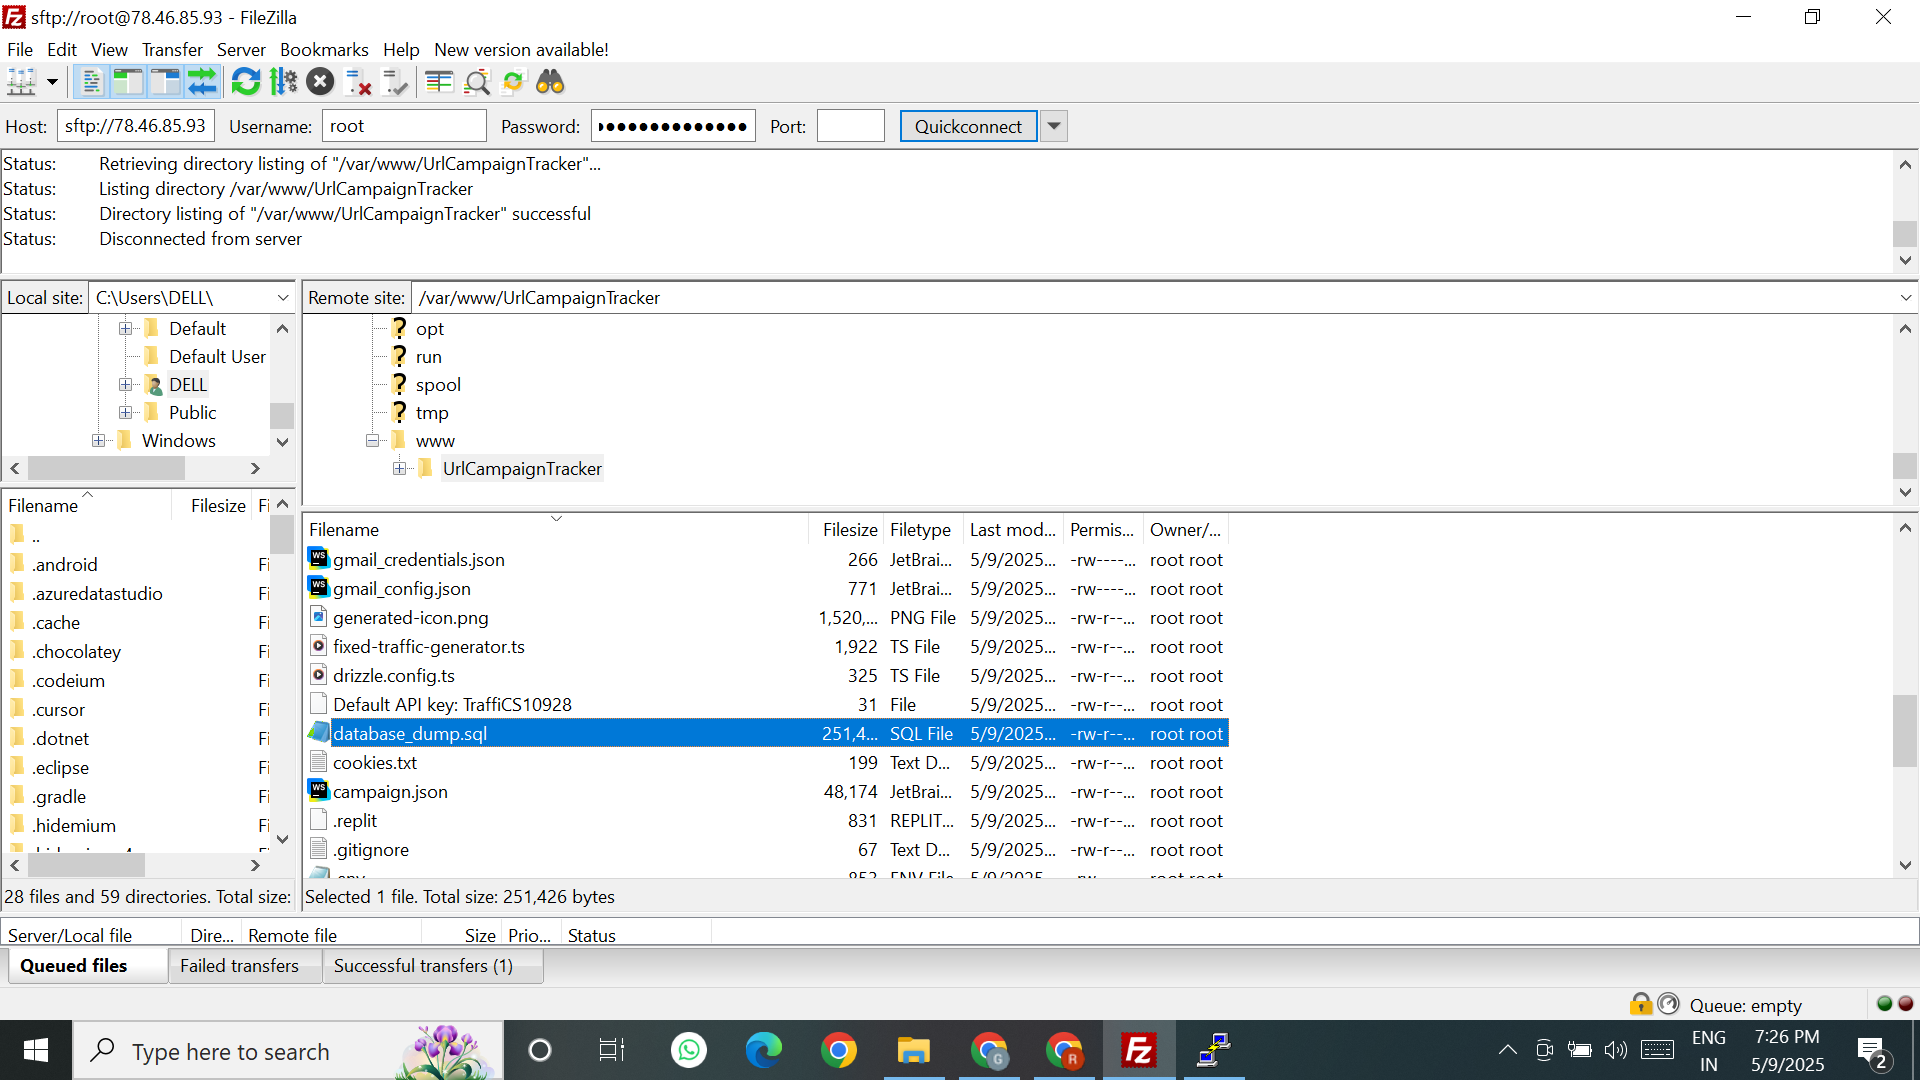 sftp://root@78.46.85.93 - FileZilla
File Edit View Transfer Server Bookmarks Help New version available!
Host: sftp://78.46.85.93 Username: root Password: ●●●●●●●●●●●●●● Port: Quickconnect
Status: Retrieving directory listing of "/var/www/UrlCampaignTracker"...
Status: Listing directory /var/www/UrlCampaignTracker
Status: Directory listing of "/var/www/UrlCampaignTracker" successful
Status: Disconnected from server
Local site: C:\Users\DELL\
Default
Default User
DELL
Public
Windows
Remote site: /var/www/UrlCampaignTracker
? opt
? run
? spool
? tmp
www
UrlCampaignTracker
Filename Filesize Fi
..
.android Fi
.azuredatastudio Fi
.cache Fi
.chocolatey Fi
.codeium Fi
.cursor Fi
.dotnet Fi
.eclipse Fi
.gradle Fi
.hidemium Fi
28 files and 59 directories. Total size:
Filename Filesize Filetype Last mod... Permis... Owner/...
gmail_credentials.json 266 JetBrai... 5/9/2025... -rw----... root root
gmail_config.json 771 JetBrai... 5/9/2025... -rw----... root root
generated-icon.png 1,520,... PNG File 5/9/2025... -rw-r--... root root
fixed-traffic-generator.ts 1,922 TS File 5/9/2025... -rw-r--... root root
drizzle.config.ts 325 TS File 5/9/2025... -rw-r--... root root
Default API key: TraffiCS10928 31 File 5/9/2025... -rw-r--... root root
database_dump.sql 251,4... SQL File 5/9/2025... -rw-r--... root root
cookies.txt 199 Text D... 5/9/2025... -rw-r--... root root
campaign.json 48,174 JetBrai... 5/9/2025... -rw-r--... root root
.replit 831 REPLIT... 5/9/2025... -rw-r--... root root
.gitignore 67 Text D... 5/9/2025... -rw-r--... root root
Selected 1 file. Total size: 251,426 bytes
Server/Local file Dire... Remote file Size Prio... Status
Queued files Failed transfers Successful transfers (1)
Queue: empty
Type here to search
ENG
IN
7:26 PM
5/9/2025
2